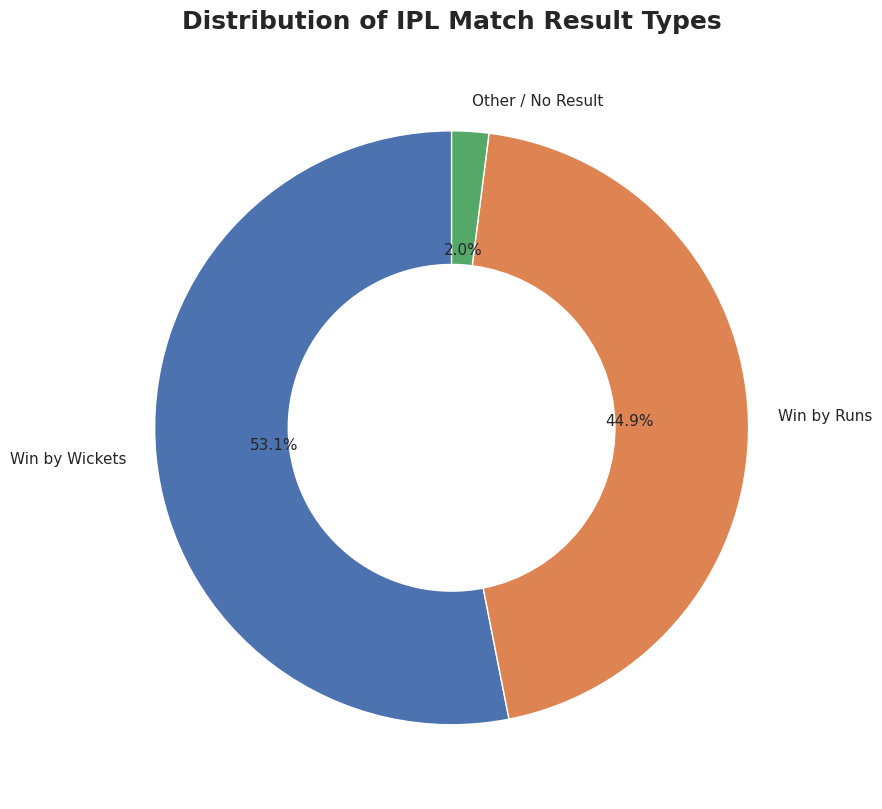 Distribution of IPL Match Result Types
Other / No Result
2.0%
Win by Runs
44.9%
53.1%
Win by Wickets